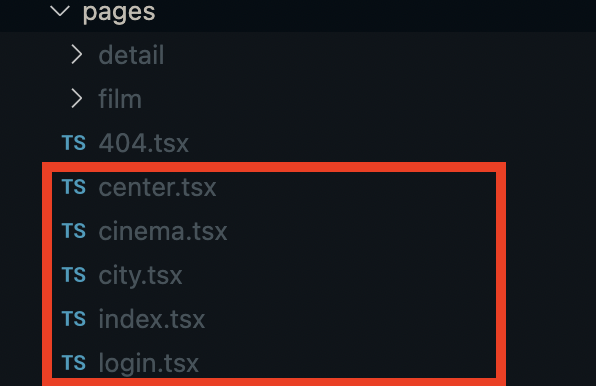 pages
detail
film
TS 404.tsx
TS center.tsx
TS cinema.tsx
TS city.tsx
TS index.tsx
TS login.tsx